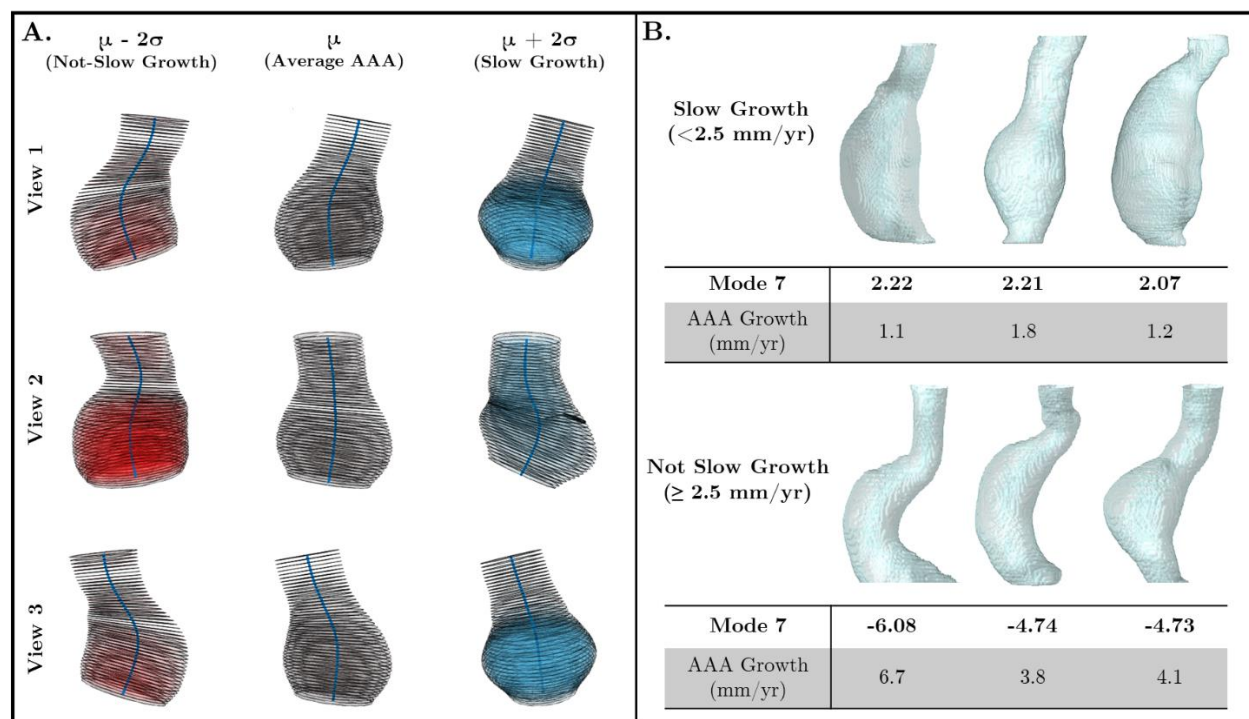 A.
μ - 2σ
(Not-Slow Growth)
μ
(Average AAA)
μ + 2σ
(Slow Growth)
View 1
View 2
View 3
B.
Slow Growth
(<2.5 mm/yr)
Mode 7 2.22 2.21 2.07
AAA Growth
(mm/yr) 1.1 1.8 1.2
Not Slow Growth
(≥ 2.5 mm/yr)
Mode 7 -6.08 -4.74 -4.73
AAA Growth
(mm/yr) 6.7 3.8 4.1